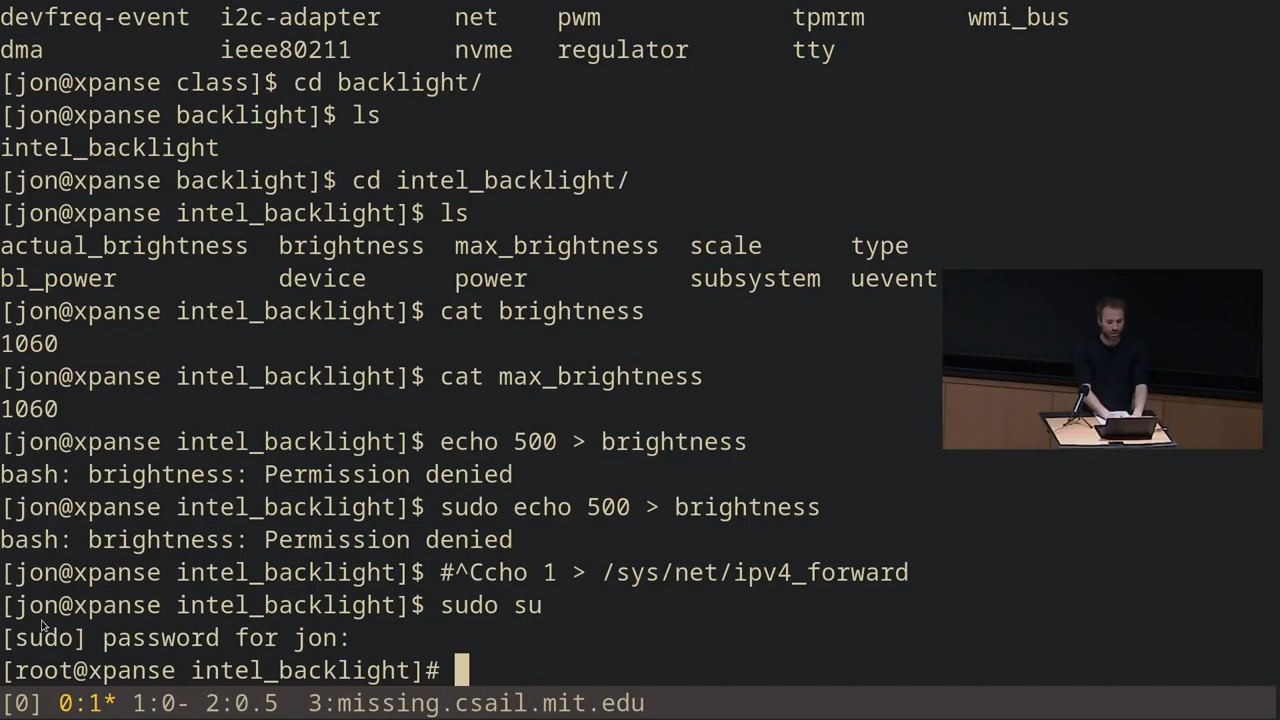 devfreq-event  i2c-adapter     net    pwm             tpmrm         wmi_bus
dma            ieee80211       nvme   regulator       tty
[jon@xpanse class]$ cd backlight/
[jon@xpanse backlight]$ ls
intel_backlight
[jon@xpanse backlight]$ cd intel_backlight/
[jon@xpanse intel_backlight]$ ls
actual_brightness  brightness  max_brightness  scale      type
bl_power           device      power           subsystem  uevent
[jon@xpanse intel_backlight]$ cat brightness
1060
[jon@xpanse intel_backlight]$ cat max_brightness
1060
[jon@xpanse intel_backlight]$ echo 500 > brightness
bash: brightness: Permission denied
[jon@xpanse intel_backlight]$ sudo echo 500 > brightness
bash: brightness: Permission denied
[jon@xpanse intel_backlight]$ #^Ccho 1 > /sys/net/ipv4_forward
[jon@xpanse intel_backlight]$ sudo su
[sudo] password for jon:
[root@xpanse intel_backlight]#
[0] 0:1* 1:0- 2:0.5  3:missing.csail.mit.edu